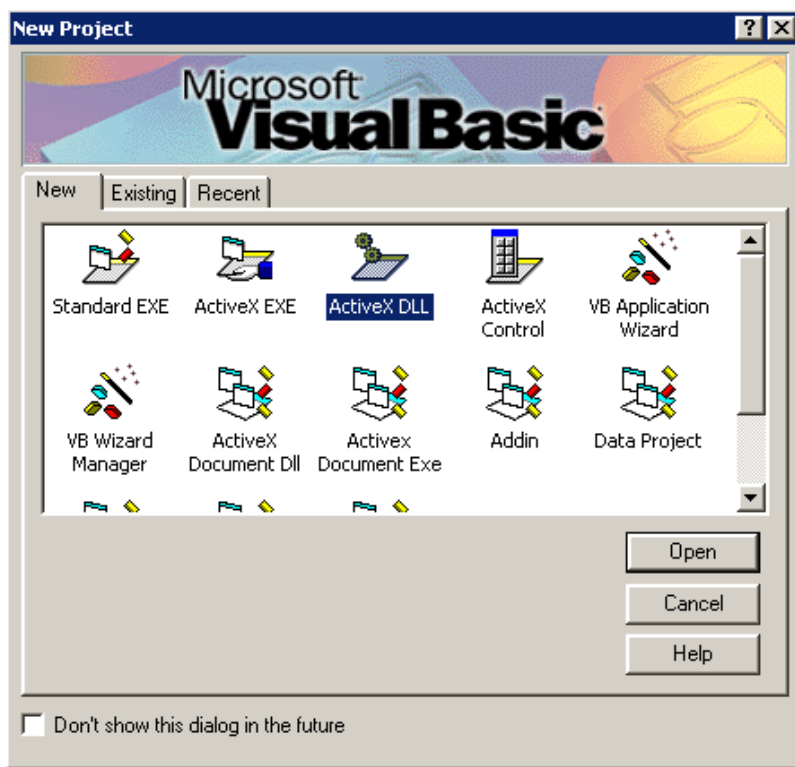 New Project
Microsoft
Visual Basic
New Existing Recent
Standard EXE ActiveX EXE ActiveX DLL ActiveX Control VB Application Wizard
VB Wizard Manager ActiveX Document Dll Activex Document Exe Addin Data Project
Open
Cancel
Help
Don't show this dialog in the future